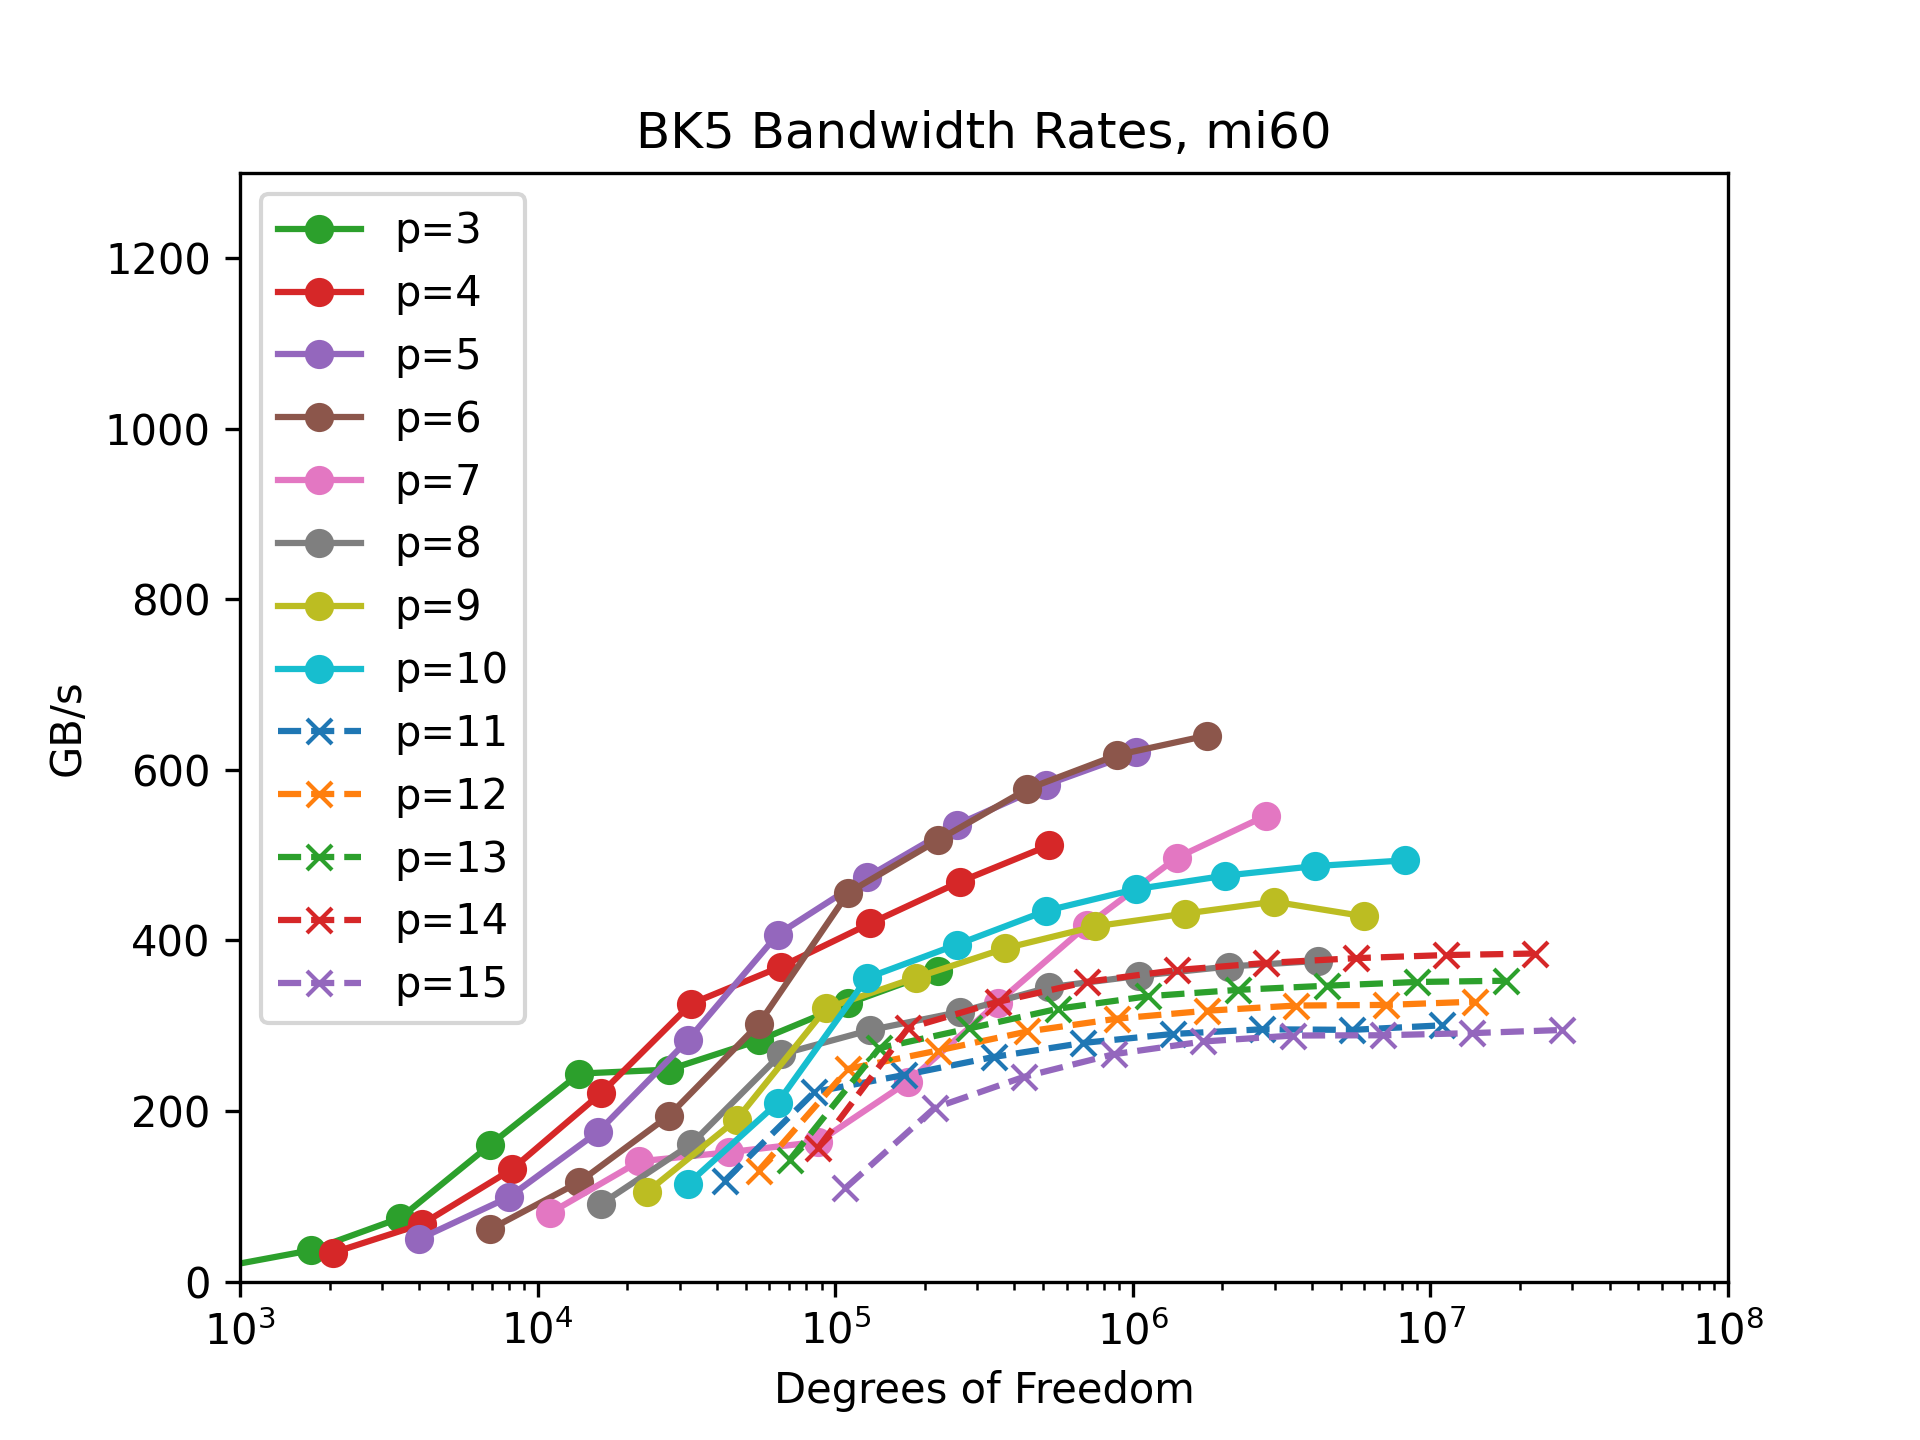 BK5 Bandwidth Rates, mi60
GB/s
1200
1000
800
600
400
200
0
p=3
p=4
p=5
p=6
p=7
p=8
p=9
p=10
p=11
p=12
p=13
p=14
p=15
10³ 10⁴ 10⁵ 10⁶ 10⁷ 10⁸
Degrees of Freedom